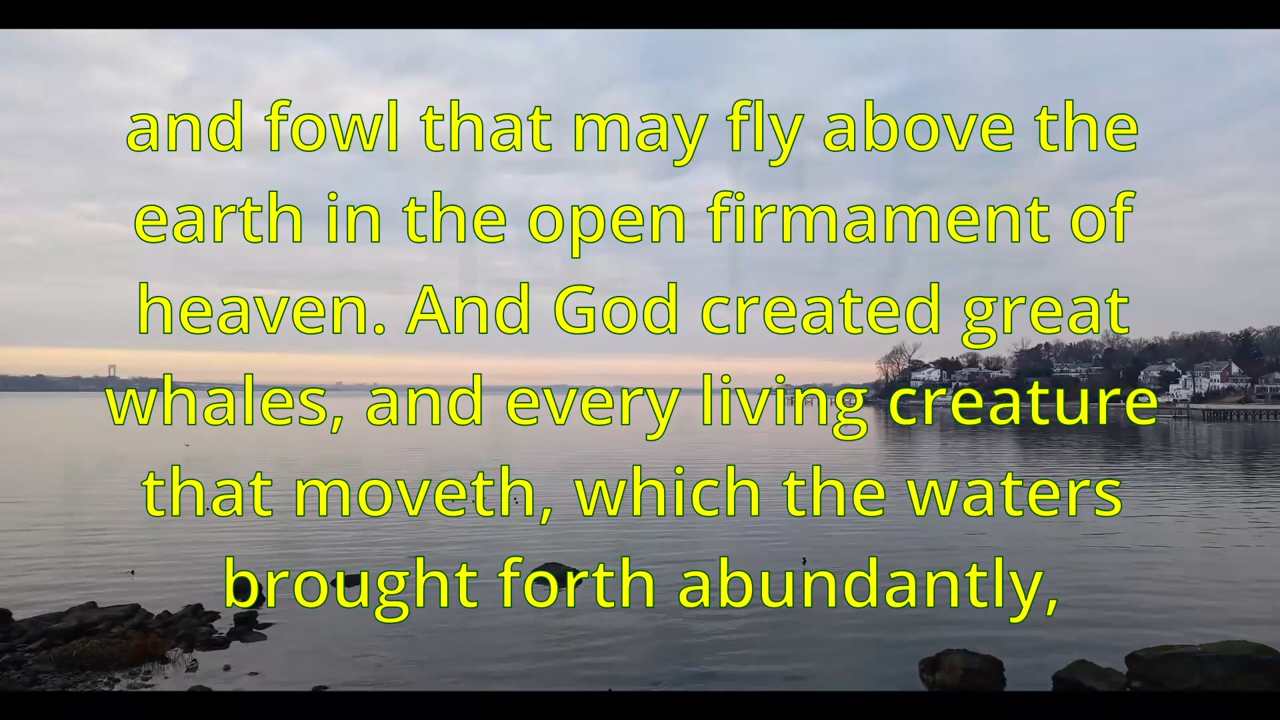 and fowl that may fly above the
earth in the open firmament of
heaven. And God created great
whales, and every living creature
that moveth, which the waters
brought forth abundantly,